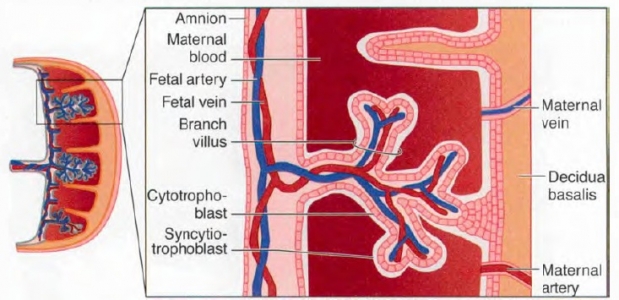 Amnion
Maternal
blood
Fetal artery
Fetal vein
Branch
villus
Cytotropho-
blast
Syncytio-
trophoblast
Maternal
vein
Decidua
basalis
Maternal
artery